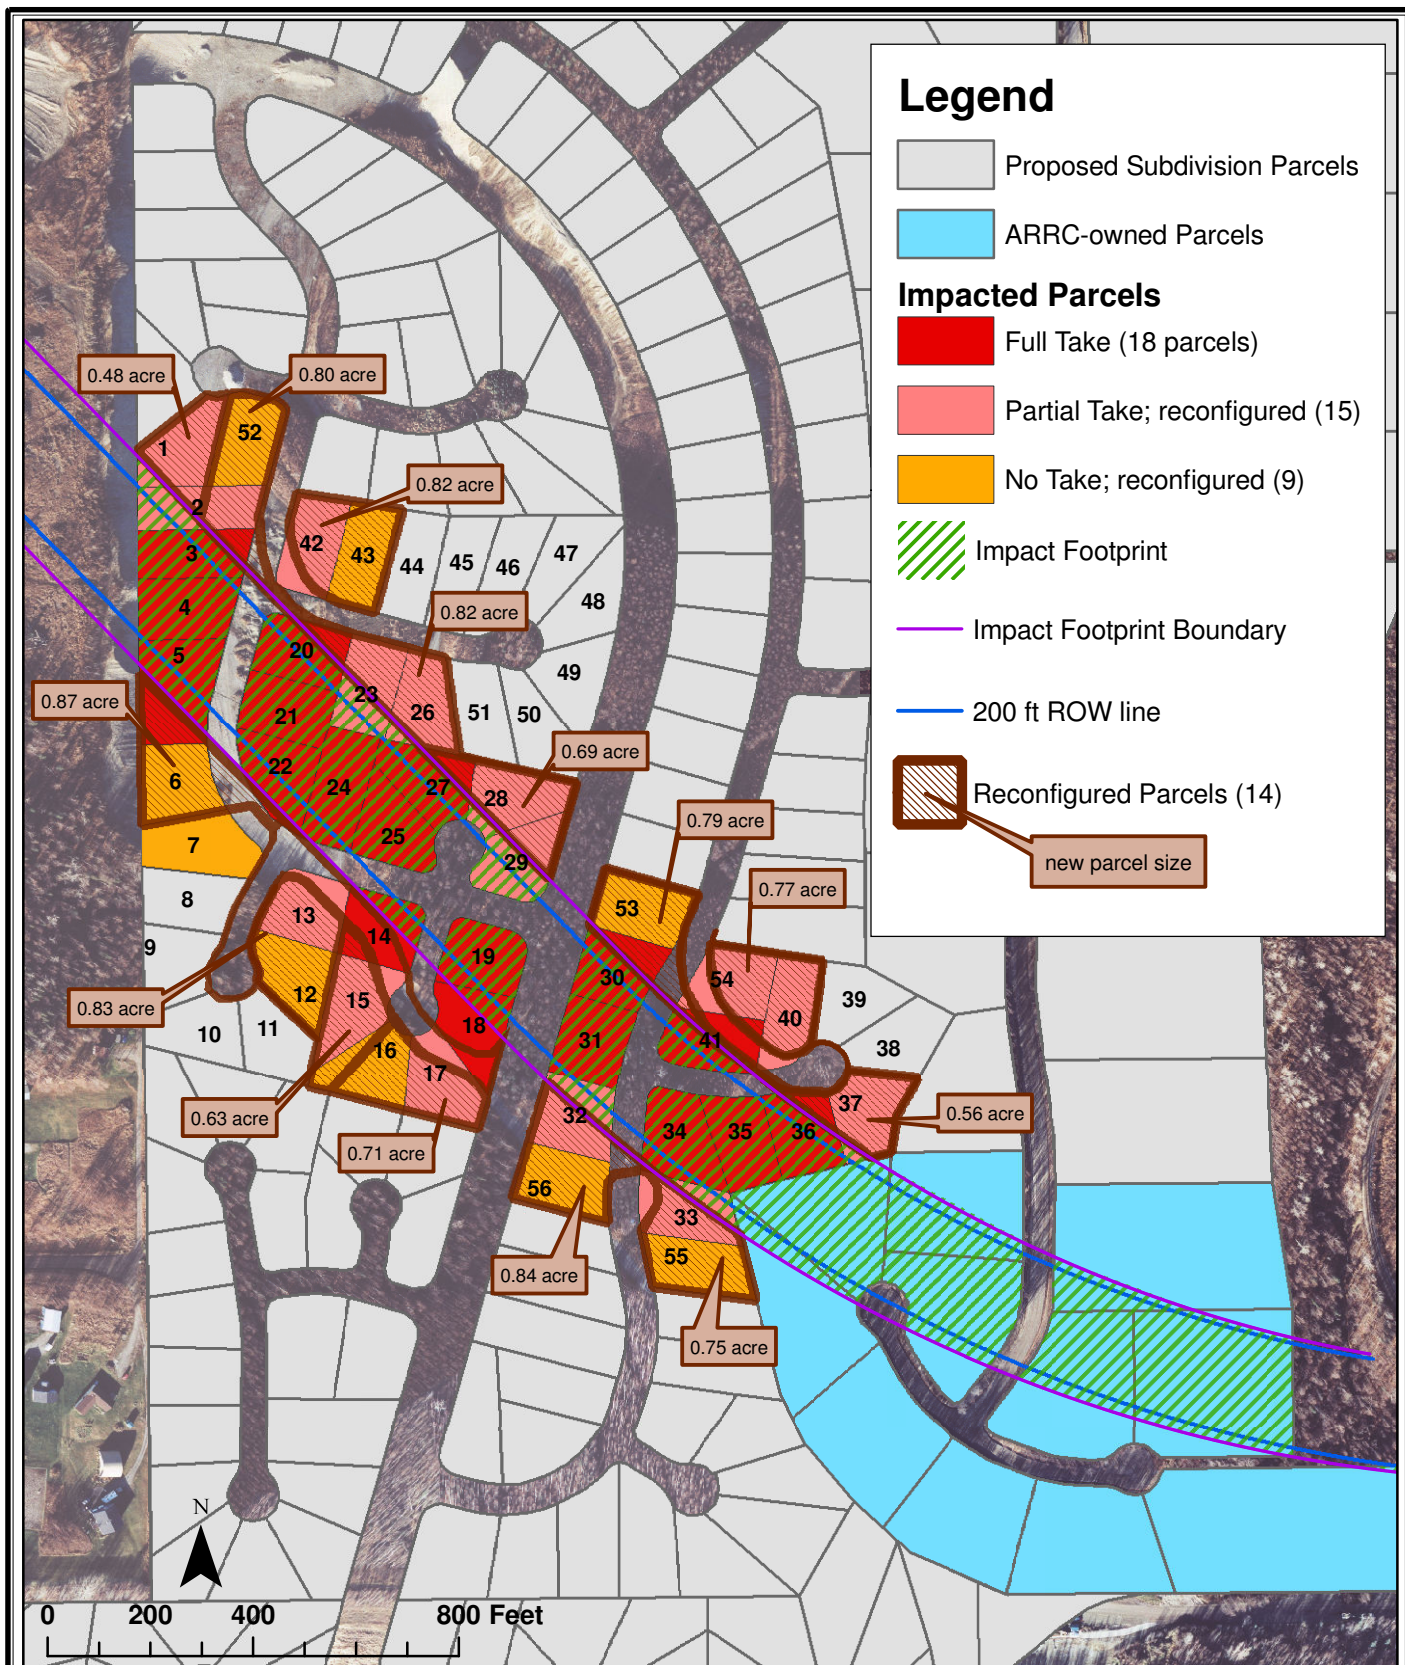 Legend
Proposed Subdivision Parcels
ARRC-owned Parcels
Impacted Parcels
Full Take (18 parcels)
Partial Take; reconfigured (15)
No Take; reconfigured (9)
Impact Footprint
Impact Footprint Boundary
200 ft ROW line
Reconfigured Parcels (14)
new parcel size
0.48 acre
0.80 acre
1
52
0.82 acre
2
42
43
44
45
46
47
3
4
48
0.82 acre
5
20
49
0.87 acre
21
23
26
51
50
6
22
24
27
28
0.69 acre
7
25
29
0.79 acre
8
0.77 acre
9
13
14
19
53
12
15
18
30
54
40
39
0.83 acre
10
11
16
17
31
41
38
0.63 acre
32
34
35
36
37
0.56 acre
0.71 acre
56
33
55
0.84 acre
0.75 acre
N
0 200 400 800 Feet